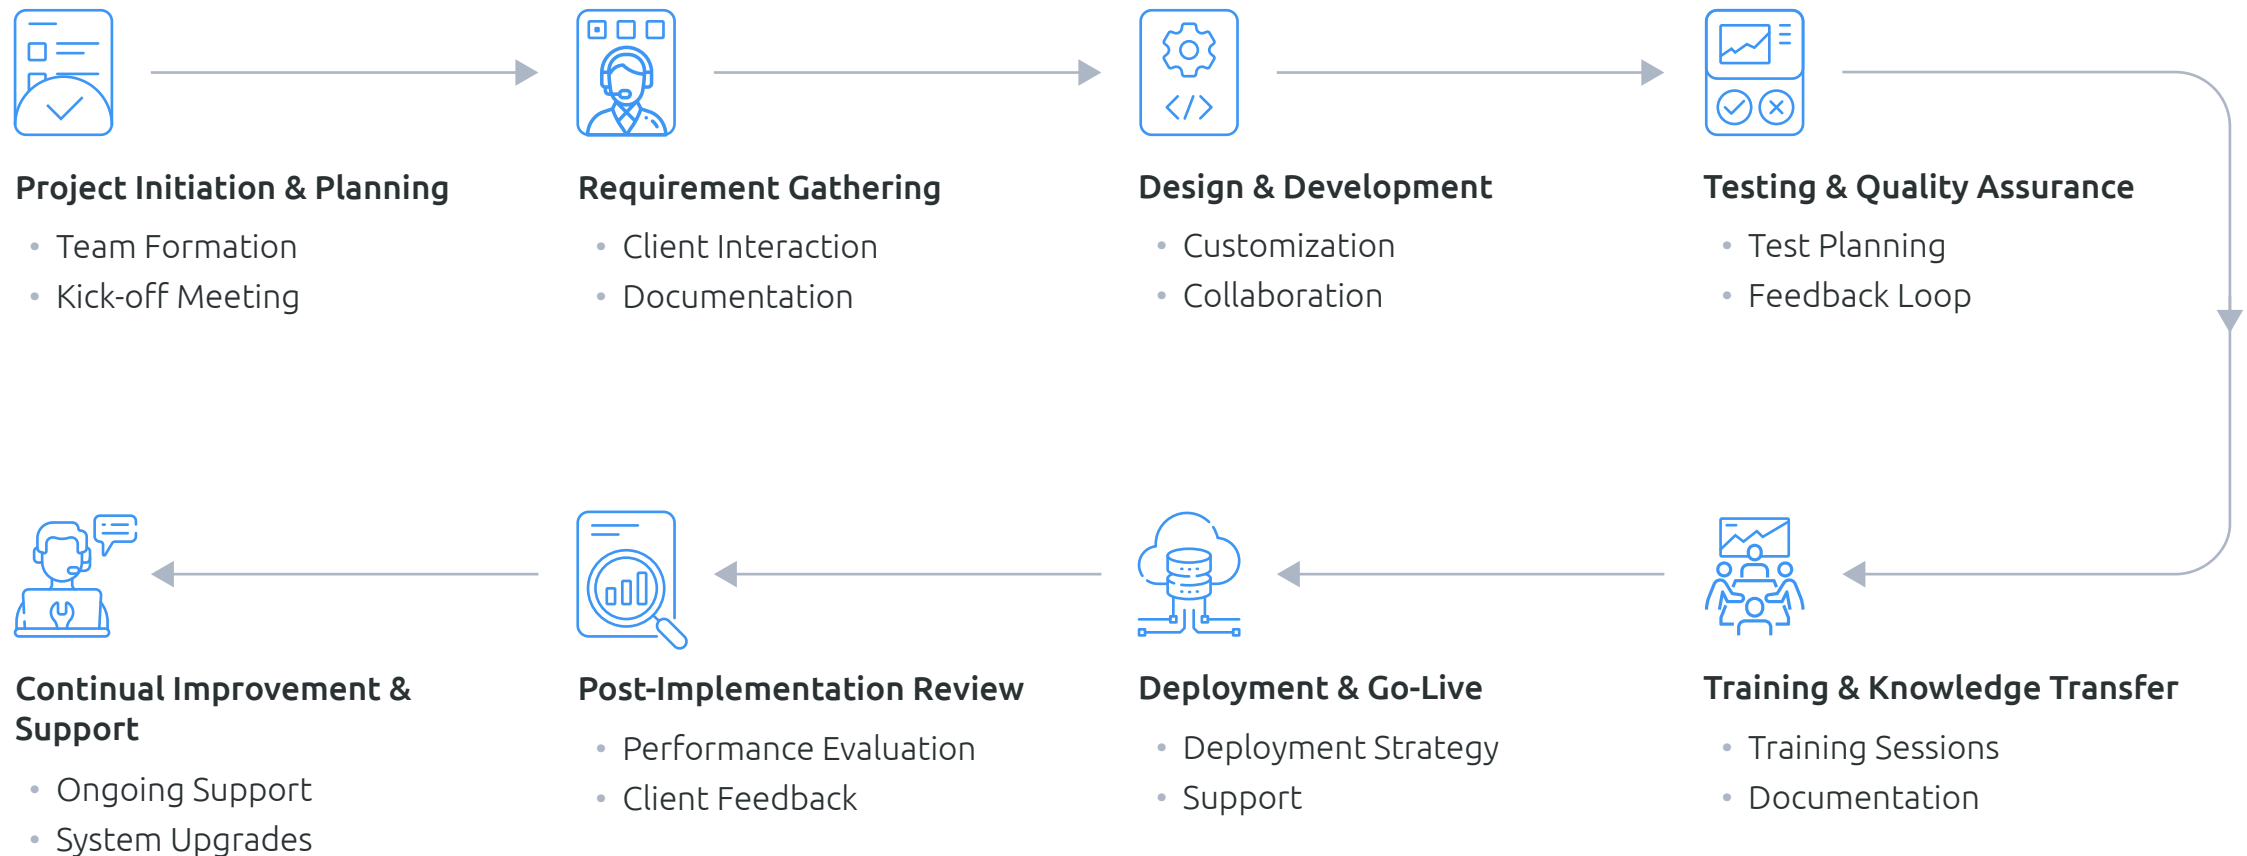 Project Initiation & Planning
• Team Formation
• Kick-off Meeting
Requirement Gathering
• Client Interaction
• Documentation
Design & Development
• Customization
• Collaboration
Testing & Quality Assurance
• Test Planning
• Feedback Loop
Training & Knowledge Transfer
• Training Sessions
• Documentation
Deployment & Go-Live
• Deployment Strategy
• Support
Post-Implementation Review
• Performance Evaluation
• Client Feedback
Continual Improvement &
Support
• Ongoing Support
• System Upgrades